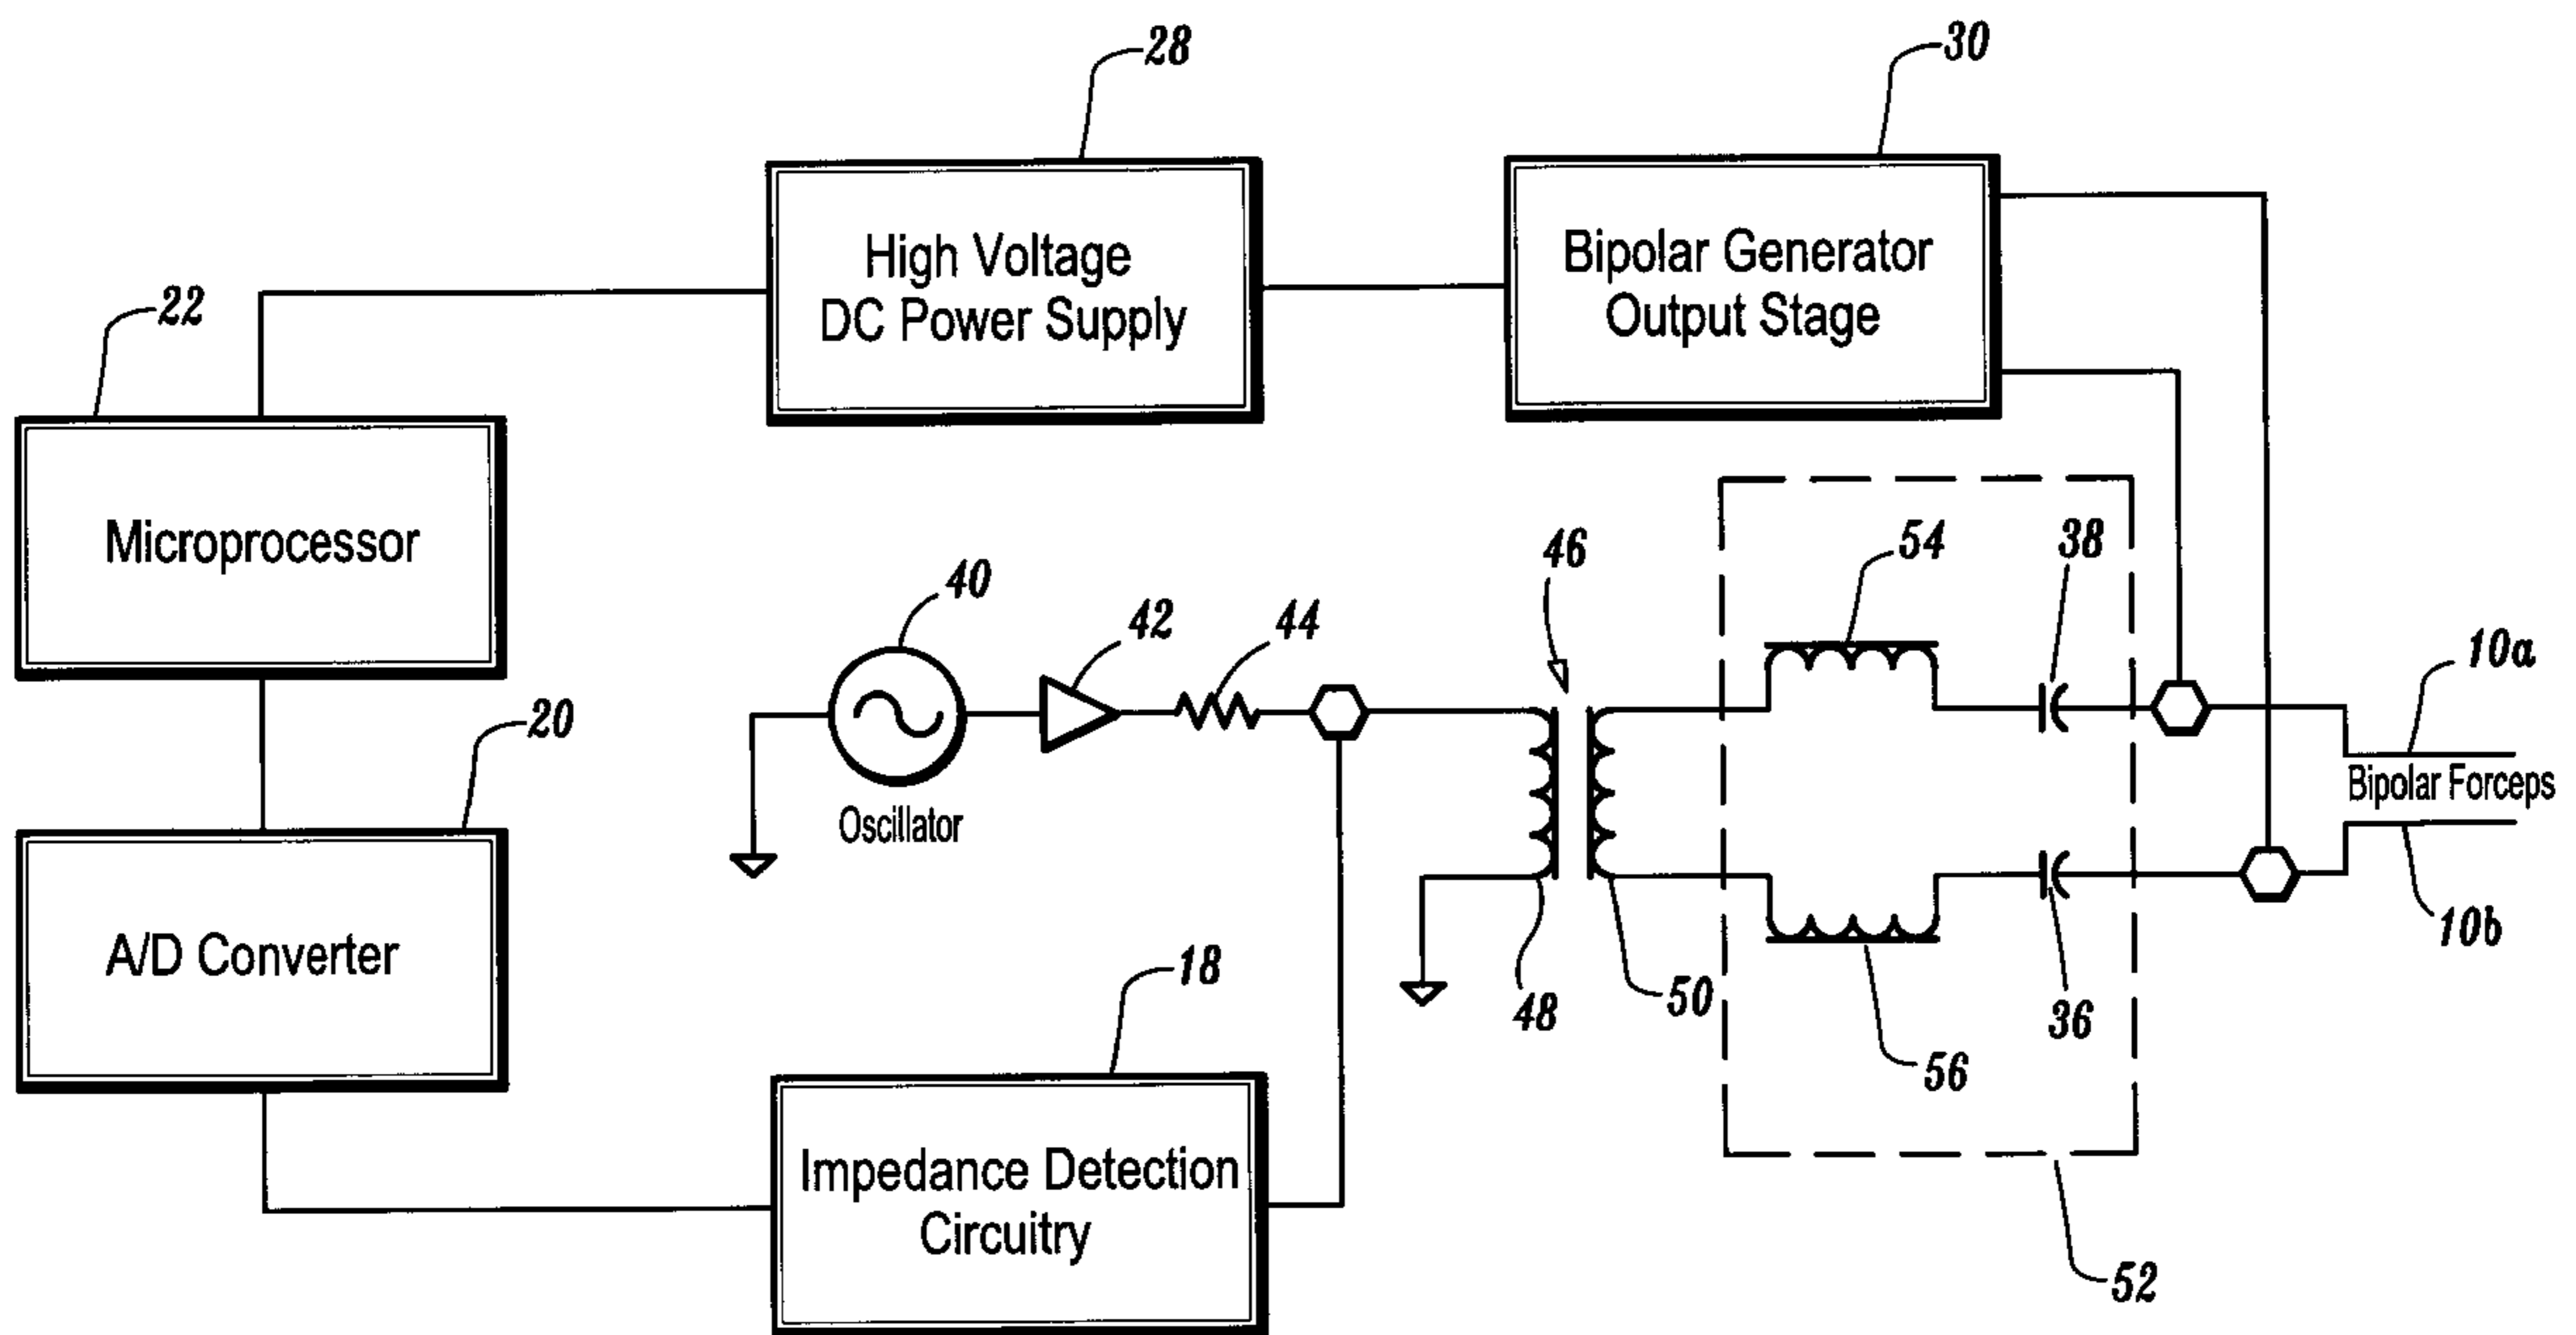 28
30
High Voltage
DC Power Supply
Bipolar Generator
Output Stage
22
Microprocessor
54
38
46
40
42
44
10a
20
Bipolar Forceps
Oscillator
10b
A/D Converter
18
48
50
36
56
Impedance Detection
Circuitry
52